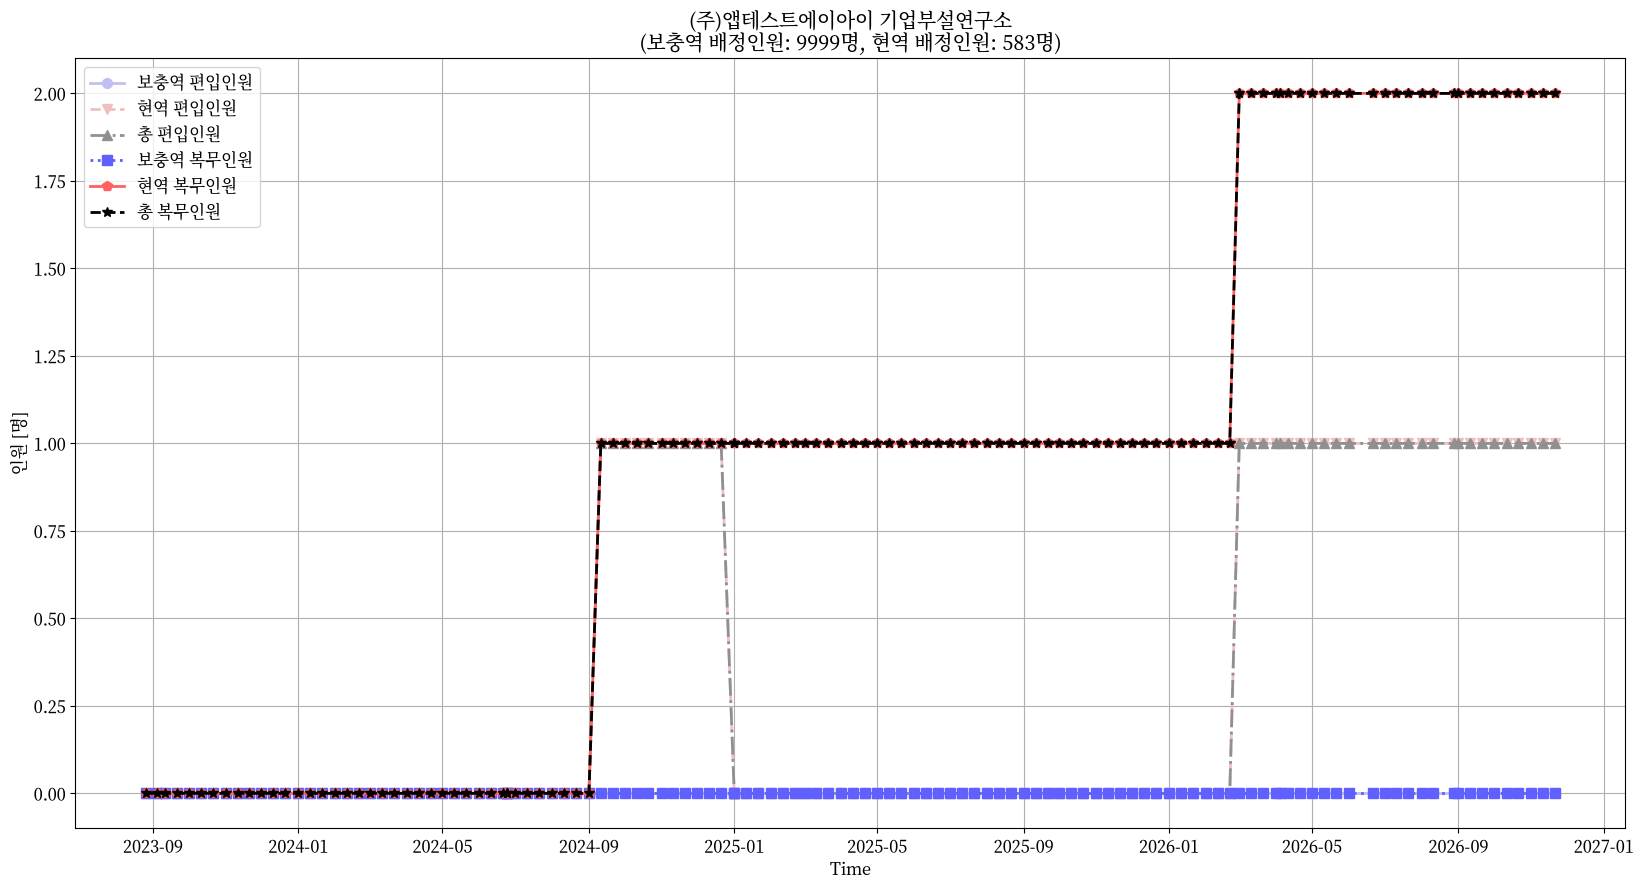 (주)앱테스트에이아이 기업부설연구소
(보충역 배정인원: 9999명, 현역 배정인원: 583명)
보충역 편입인원
현역 편입인원
총 편입인원
보충역 복무인원
현역 복무인원
총 복무인원
2.00
1.75
1.50
1.25
1.00
0.75
0.50
0.25
0.00
인원 [명]
2023-09 2024-01 2024-05 2024-09 2025-01 2025-05 2025-09 2026-01 2026-05 2026-09 2027-01
Time